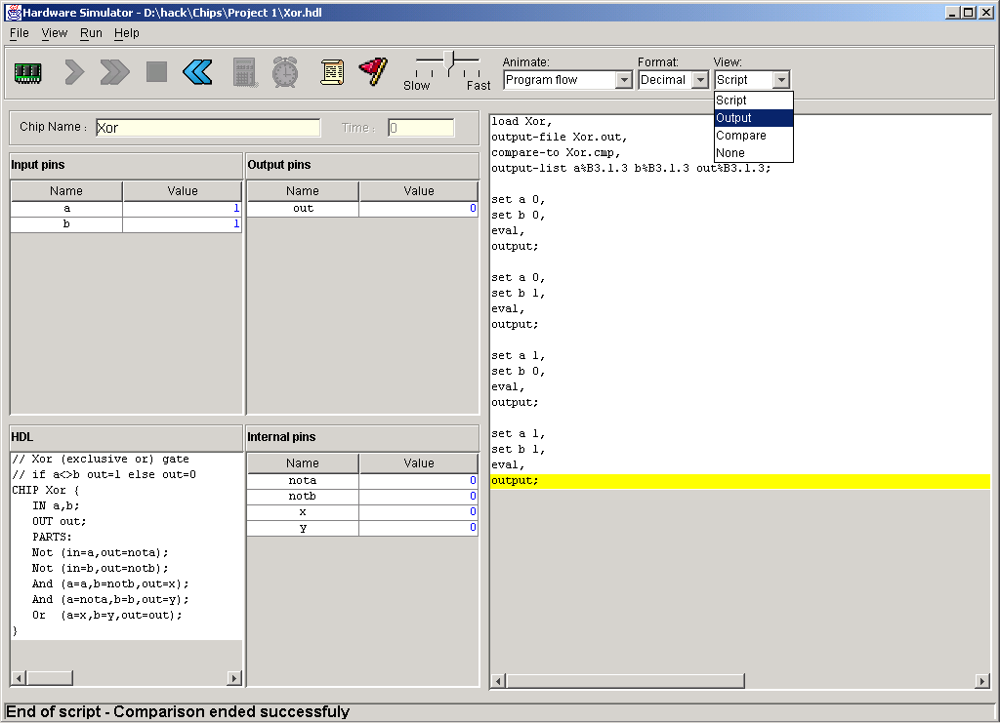 Hardware Simulator - D:\hack\Chips\Project 1\Xor.hdl
File View Run Help
Slow Fast
Animate:
Program flow
Format:
Decimal
View:
Script
Script
Output
Compare
None
Chip Name : Xor Time : 0
Input pins
Name Value
a 1
b 1
Output pins
Name Value
out 0
HDL
// Xor (exclusive or) gate
// if a<>b out=1 else out=0
CHIP Xor {
IN a,b;
OUT out;
PARTS:
Not (in=a,out=nota);
Not (in=b,out=notb);
And (a=a,b=notb,out=x);
And (a=nota,b=b,out=y);
Or (a=x,b=y,out=out);
}
Internal pins
Name Value
nota 0
notb 0
x 0
y 0
load Xor,
output-file Xor.out,
compare-to Xor.cmp,
output-list a%B3.1.3 b%B3.1.3 out%B3.1.3;
set a 0,
set b 0,
eval,
output;
set a 0,
set b 1,
eval,
output;
set a 1,
set b 0,
eval,
output;
set a 1,
set b 1,
eval,
output;
End of script - Comparison ended successfuly